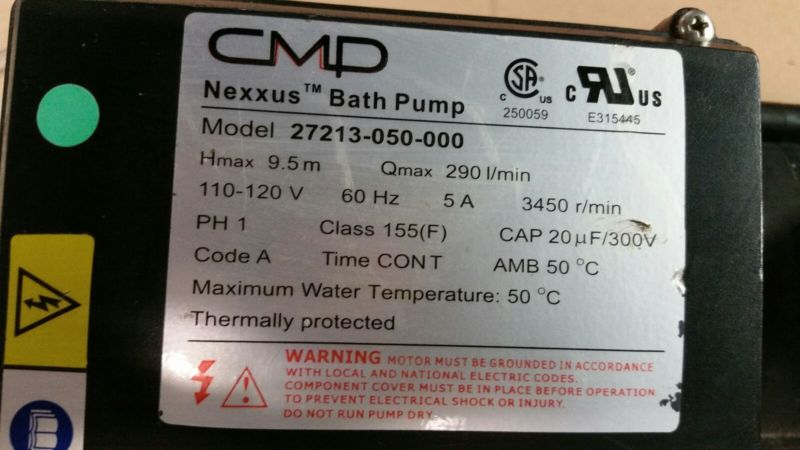 CMP
Nexxus™ Bath Pump
Model 27213-050-000
Hmax 9.5 m Qmax 290 l/min
110-120 V 60 Hz 5 A 3450 r/min
PH 1 Class 155(F) CAP 20 µF/300V
Code A Time CONT AMB 50 °C
Maximum Water Temperature: 50 °C
Thermally protected
C SA US
250059
C RU US
E315445
WARNING MOTOR MUST BE GROUNDED IN ACCORDANCE
WITH LOCAL AND NATIONAL ELECTRIC CODES.
COMPONENT COVER MUST BE IN PLACE BEFORE OPERATION
TO PREVENT ELECTRICAL SHOCK OR INJURY.
DO NOT RUN PUMP DRY